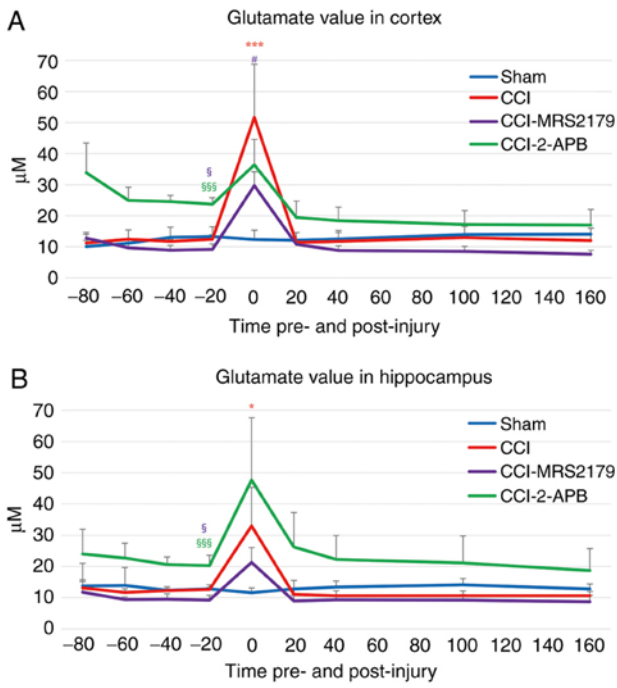 A
Glutamate value in cortex
***
#
§
§§§
Sham
CCI
CCI-MRS2179
CCI-2-APB
70
60
50
40
30
20
10
0
μM
−80 −60 −40 −20 0 20 40 60 80 100 120 140 160
Time pre- and post-injury
B
Glutamate value in hippocampus
*
§
§§§
Sham
CCI
CCI-MRS2179
CCI-2-APB
70
60
50
40
30
20
10
0
μM
−80 −60 −40 −20 0 20 40 60 80 100 120 140 160
Time pre- and post-injury